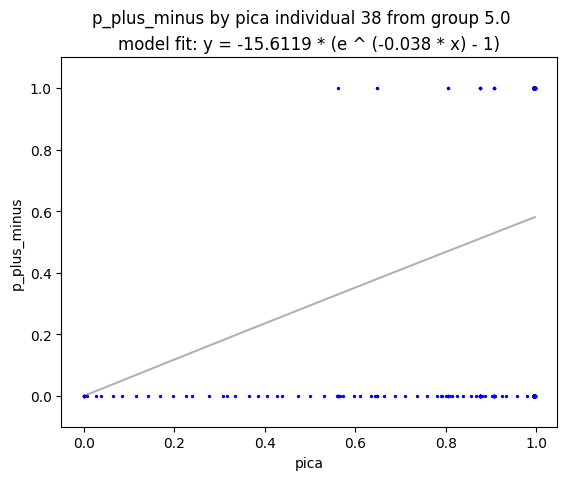 p_plus_minus by pica individual 38 from group 5.0
model fit: y = -15.6119 * (e ^ (-0.038 * x) - 1)
1.0
0.8
0.6
0.4
0.2
0.0
p_plus_minus
0.0 0.2 0.4 0.6 0.8 1.0
pica